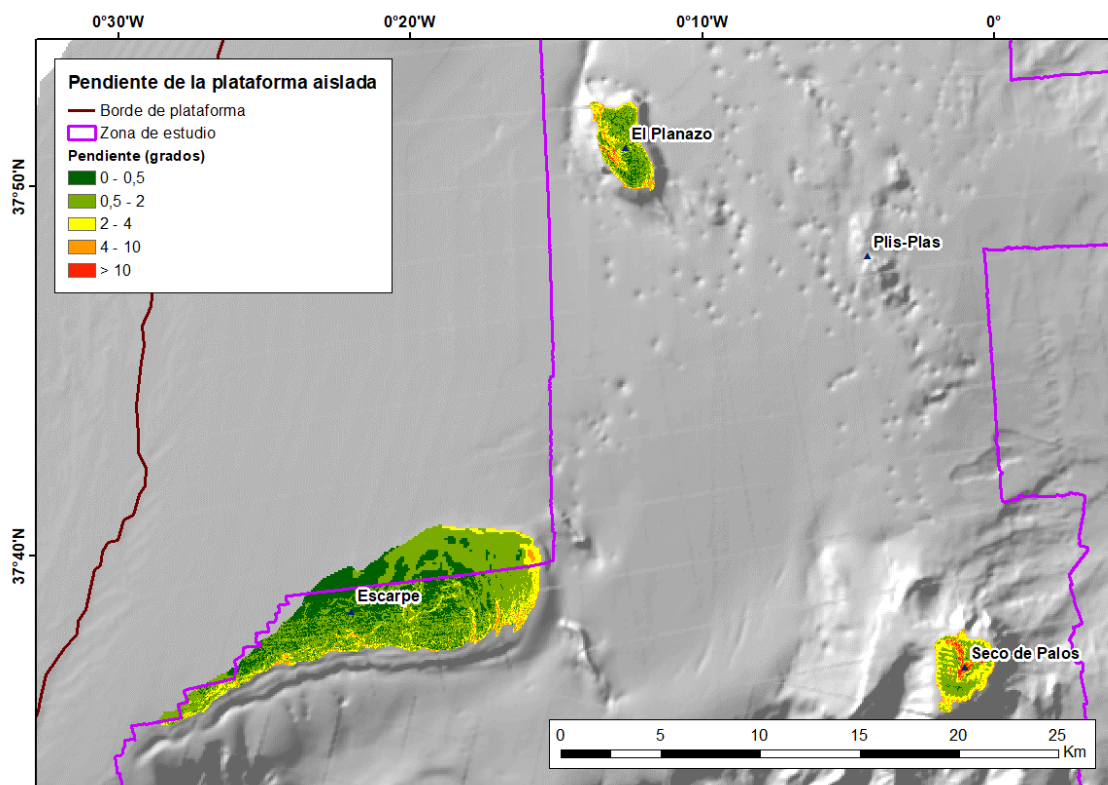 0°30'W 0°20'W 0°10'W 0°
Pendiente de la plataforma aislada
Borde de plataforma
Zona de estudio
Pendiente (grados)
0 - 0,5
0,5 - 2
2 - 4
4 - 10
> 10
El Planazo
37°50'N
Plis-Plas
37°40'N
Escarpe
Seco de Palos
0 5 10 15 20 25
Km